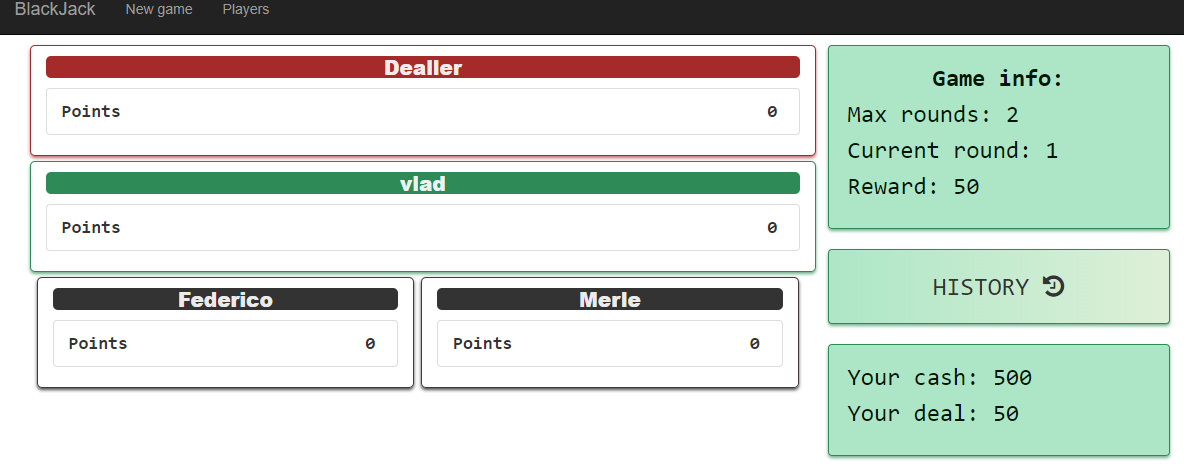 BlackJack New game Players
Dealler
Points 0
vlad
Points 0
Federico
Points 0
Merle
Points 0
Game info:
Max rounds: 2
Current round: 1
Reward: 50
HISTORY
Your cash: 500
Your deal: 50